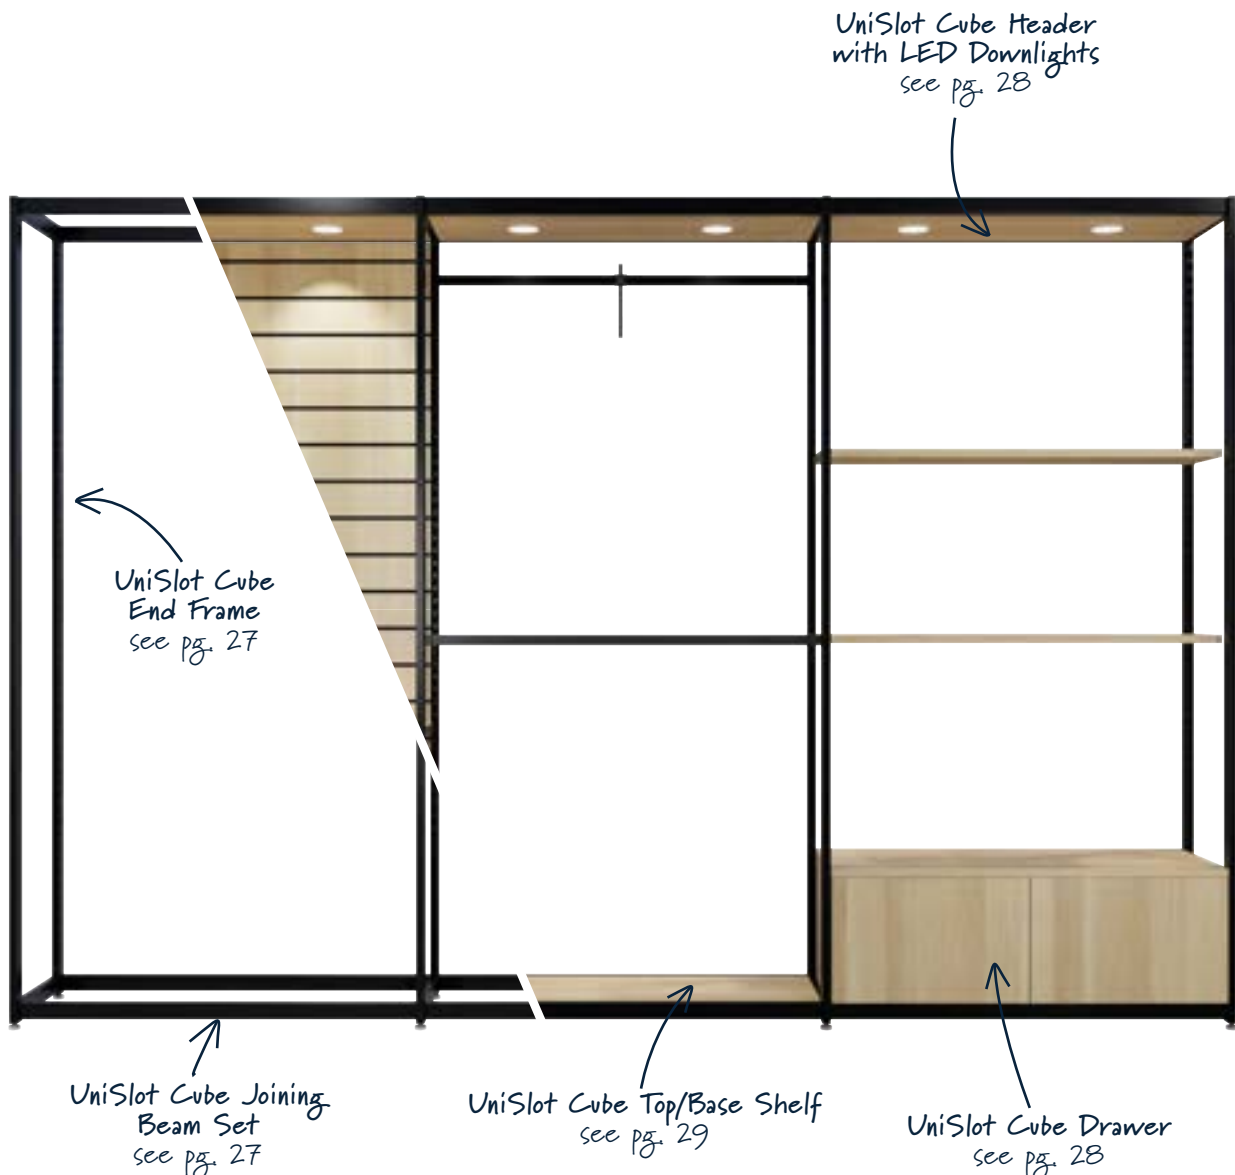 UniSlot Cube Header
with LED Downlights
see pg. 28
UniSlot Cube
End Frame
see pg. 27
UniSlot Cube Joining
Beam Set
see pg. 27
UniSlot Cube Top/Base Shelf
see pg. 29
UniSlot Cube Drawer
see pg. 28